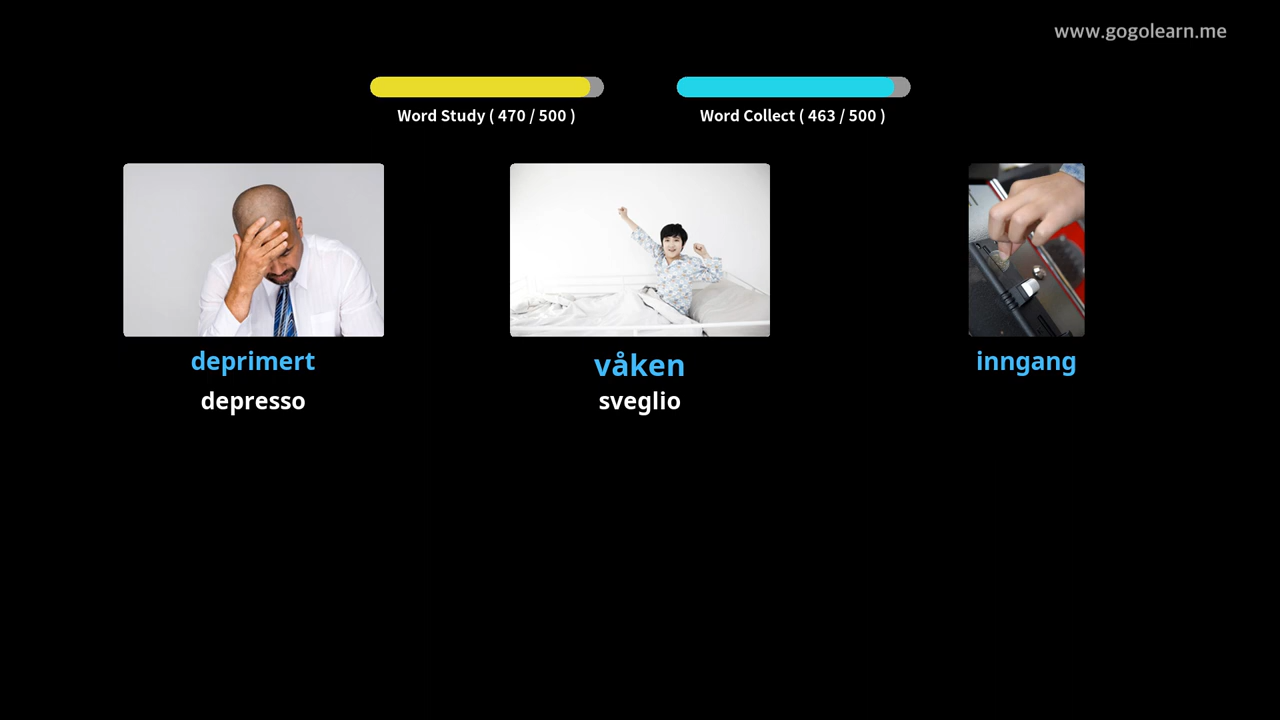 www.gogolearn.me
Word Study ( 470 / 500 )
Word Collect ( 463 / 500 )
deprimert
våken
inngang
depresso
sveglio